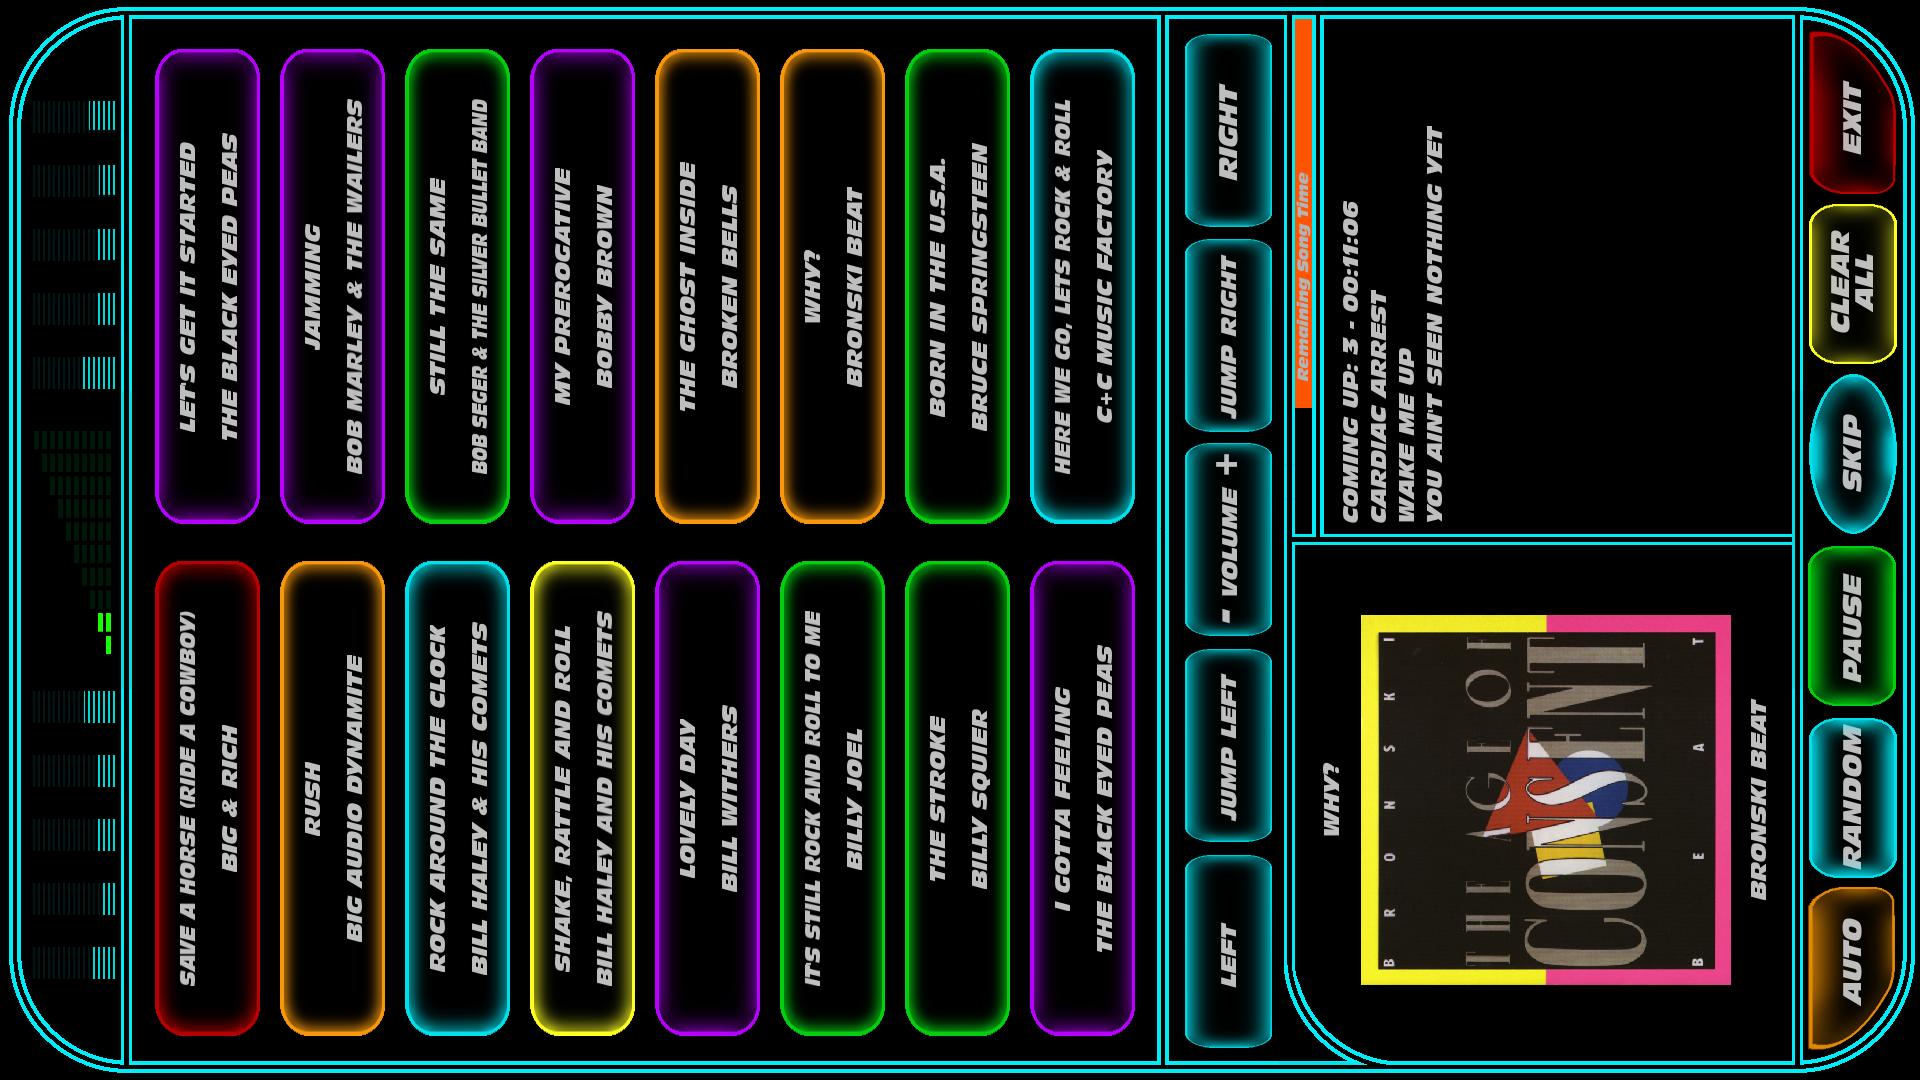 SAVE A HORSE (RIDE A COWBOY)
BIG & RICH
LET'S GET IT STARTED
THE BLACK EYED PEAS
RUSH
BIG AUDIO DYNAMITE
JAMMING
BOB MARLEY & THE WAILERS
ROCK AROUND THE CLOCK
BILL HALEY & HIS COMETS
STILL THE SAME
BOB SEGER & THE SILVER BULLET BAND
SHAKE, RATTLE AND ROLL
BILL HALEY AND HIS COMETS
MY PREROGATIVE
BOBBY BROWN
LOVELY DAY
BILL WITHERS
THE GHOST INSIDE
BROKEN BELLS
IT'S STILL ROCK AND ROLL TO ME
BILLY JOEL
WHY?
BRONSKI BEAT
THE STROKE
BILLY SQUIER
BORN IN THE U.S.A.
BRUCE SPRINGSTEEN
I GOTTA FEELING
THE BLACK EYED PEAS
HERE WE GO, LETS ROCK & ROLL
C+C MUSIC FACTORY
LEFT
JUMP LEFT
- VOLUME +
JUMP RIGHT
RIGHT
WHY?
BRONSKI
THE AGE OF
CONSENT
BEAT
BRONSKI BEAT
Remaining Song Time
COMING UP: 3 - 00:11:06
CARDIAC ARREST
WAKE ME UP
YOU AIN'T SEEN NOTHING YET
AUTO
RANDOM
PAUSE
SKIP
CLEAR
ALL
EXIT